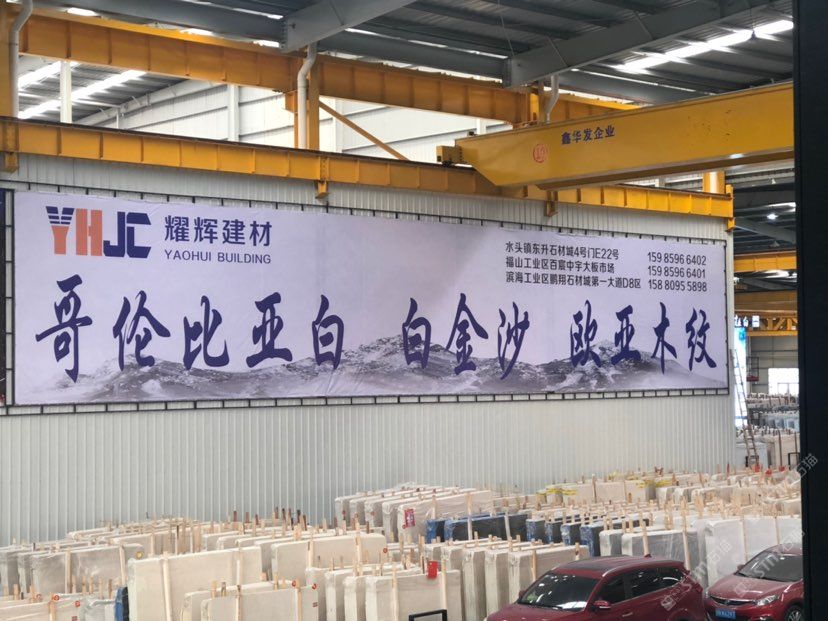 鑫华发企业
YHJC 耀辉建材
YAOHUI BUILDING
水头镇东升石材城4号门E22号 159 8596 6402
福山工业区百宸中宇大板市场 159 8596 6401
滨海工业区鹏翔石材城第一大道D8区 158 8095 5898
哥伦比亚白 白金沙 欧亚木纹